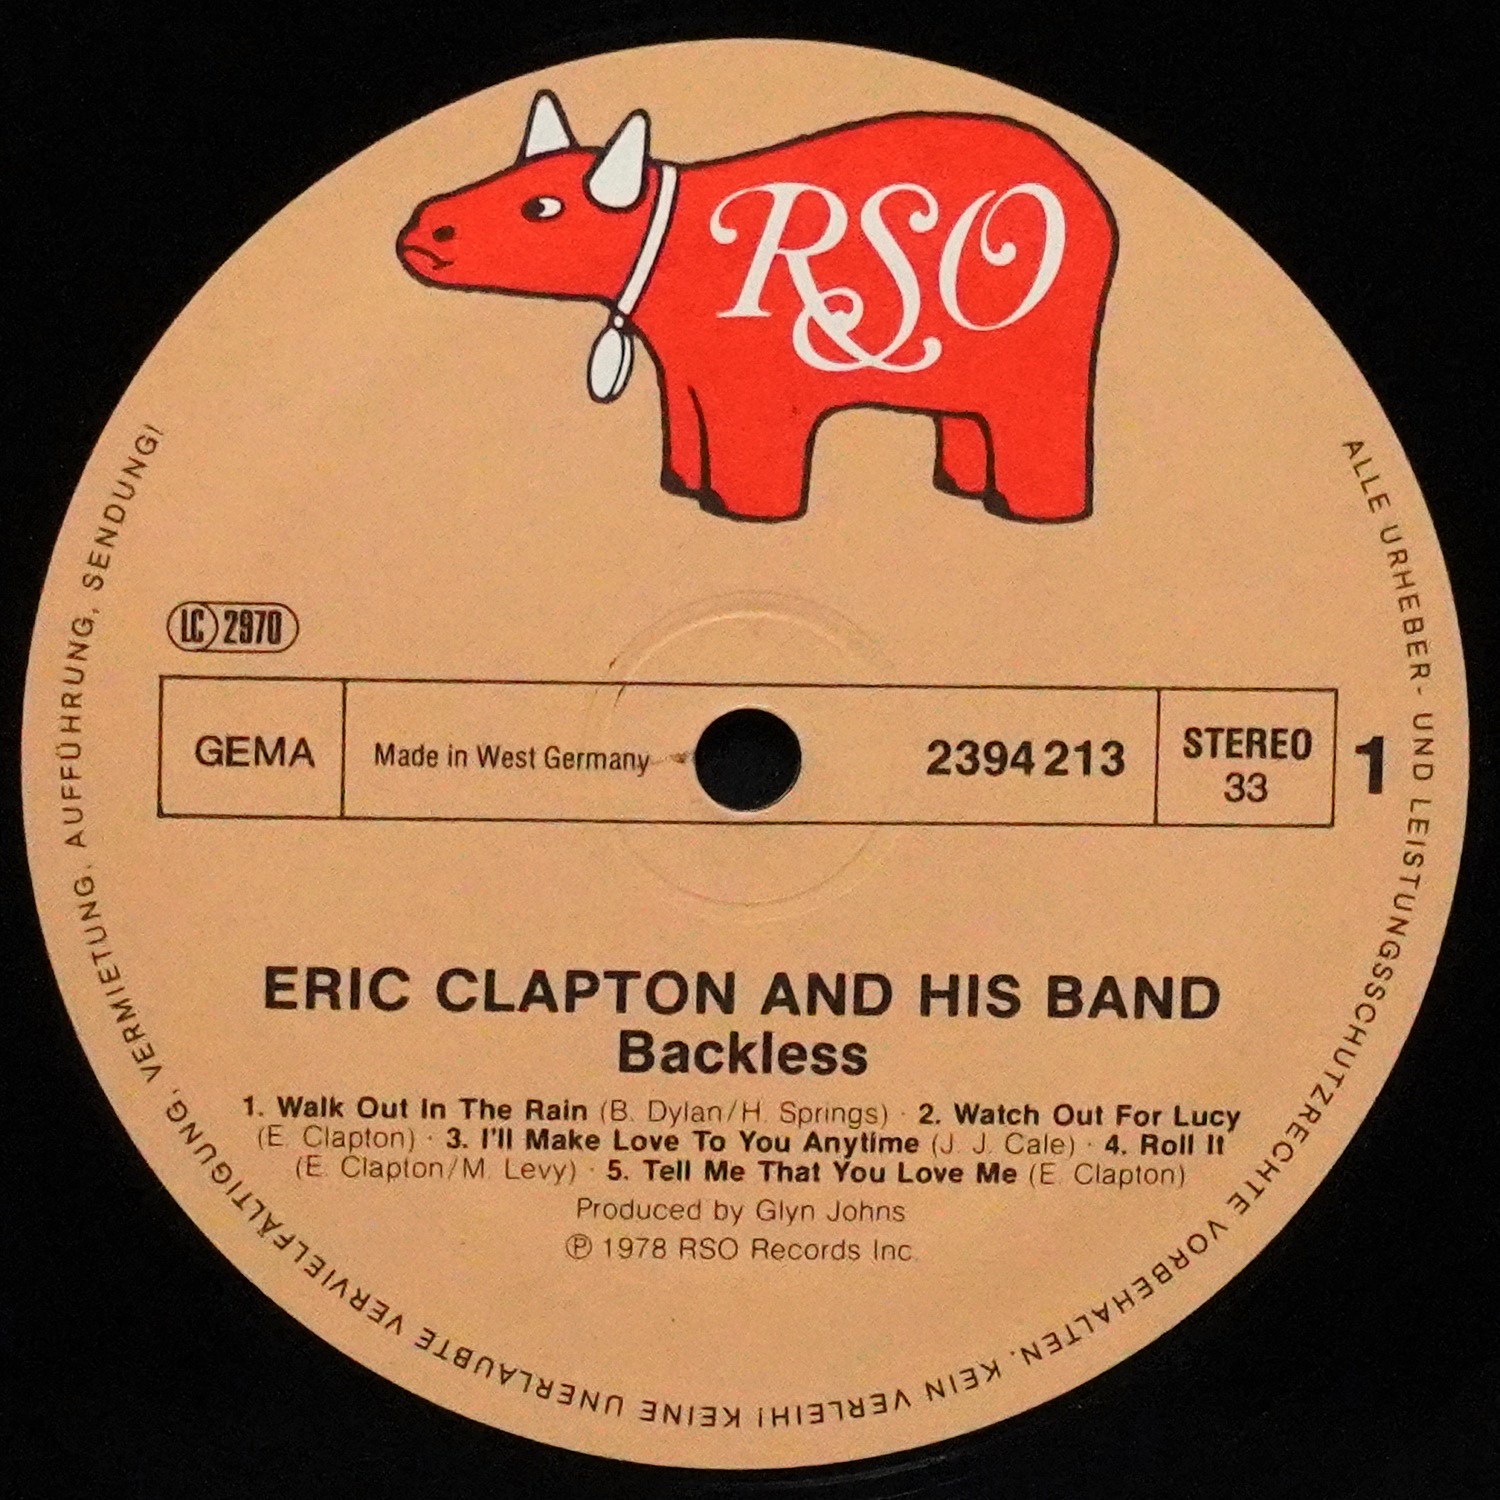 RSO
LC 2970
GEMA
Made in West Germany
2394 213
STEREO
33
1
ERIC CLAPTON AND HIS BAND
Backless
1. Walk Out In The Rain (B. Dylan/H. Springs) · 2. Watch Out For Lucy
(E. Clapton) · 3. I'll Make Love To You Anytime (J. J. Cale) · 4. Roll It
(E. Clapton/M. Levy) · 5. Tell Me That You Love Me (E. Clapton)
Produced by Glyn Johns
℗ 1978 RSO Records Inc.
ALLE URHEBER- UND LEISTUNGSSCHUTZRECHTE VORBEHALTEN. KEIN VERLEIH! KEINE UNERLAUBTE VERVIELFÄLTIGUNG, VERMIETUNG, AUFFÜHRUNG, SENDUNG!